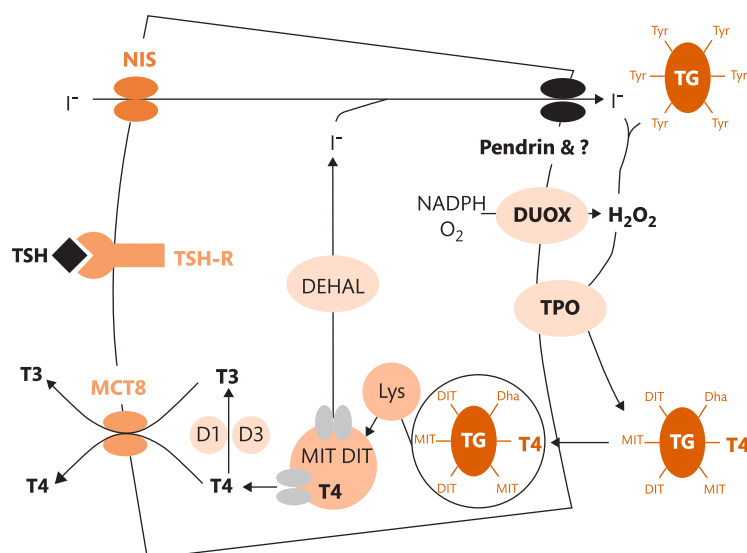 NIS
I⁻
I⁻
Tyr
Tyr
Tyr
TG
Tyr
Tyr
Tyr
I⁻
Pendrin & ?
NADPH
O₂
DUOX
H₂O₂
TSH
TSH-R
DEHAL
TPO
T3
MCT8
T3
D1
D3
T4
T4
Lys
MIT DIT
T4
DIT
Dha
MIT
TG
T4
DIT
MIT
DIT
Dha
MIT
TG
T4
DIT
MIT